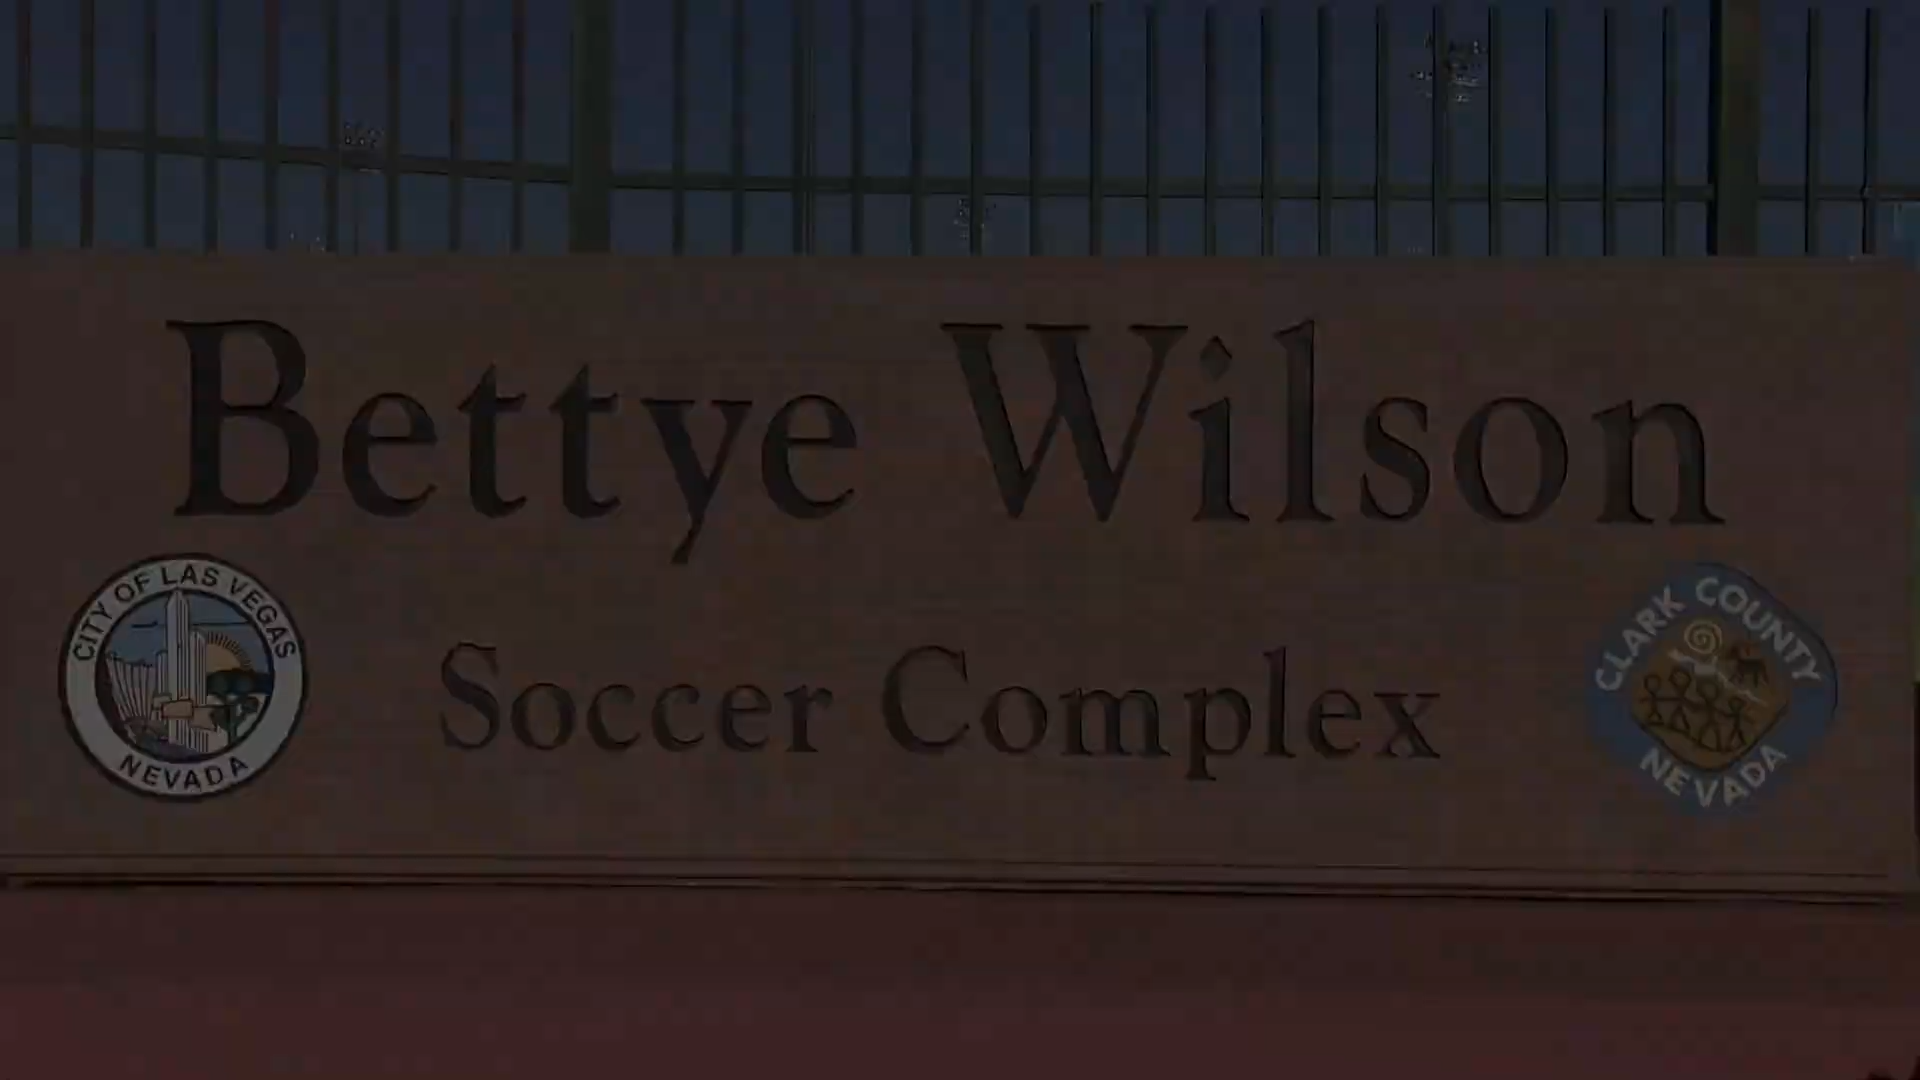 Bettye Wilson
Soccer Complex
CITY OF LAS VEGAS
NEVADA
CLARK COUNTY
NEVADA